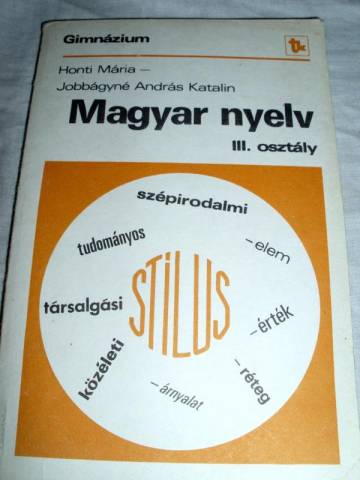 Gimnázium
tk
Honti Mária –
Jobbágyné András Katalin
Magyar nyelv
III. osztály
szépirodalmi
tudományos
–elem
társalgási
STILUS
–érték
közéleti
–árnyalat
–réteg